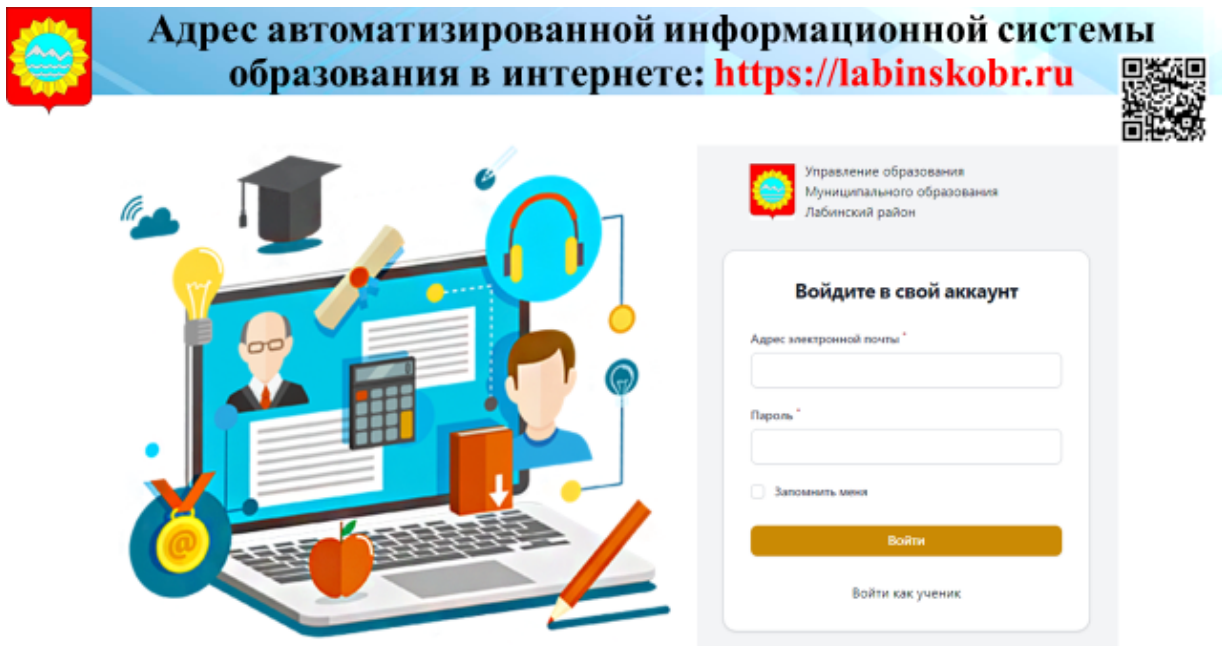 Адрес автоматизированной информационной системы
образования в интернете: https://labinskobr.ru
Управление образования
Муниципального образования
Лабинский район
Войдите в свой аккаунт
Адрес электронной почты *
Пароль *
Запомнить меня
Войти
Войти как ученик
@